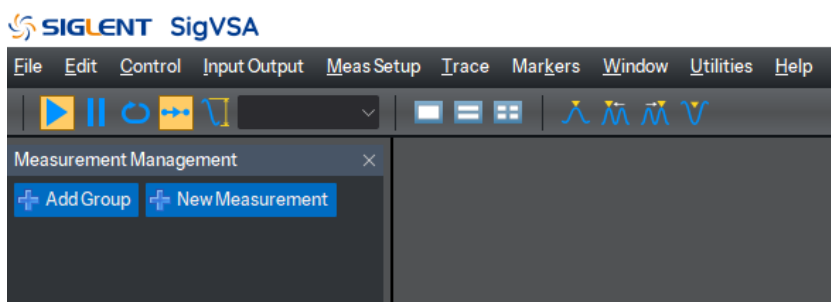 SIGLENT SigVSA
File Edit Control Input Output Meas Setup Trace Markers Window Utilities Help
Measurement Management
Add Group New Measurement